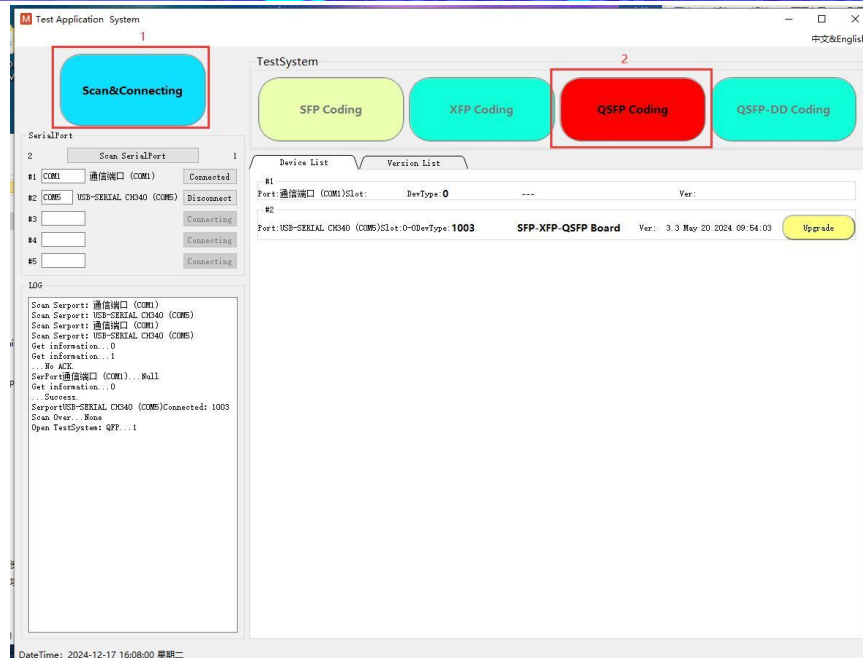 Test Application System
中文&English
1
Scan&Connecting
TestSystem
2
SFP Coding
XFP Coding
QSFP Coding
QSFP-DD Coding
SerialPort
2 Scan SerialPort 1
#1 COM1 通信端口 (COM1) Connected
#2 COM5 USB-SERIAL CH340 (COM5) Disconnect
#3 Connecting
#4 Connecting
#5 Connecting
Device List
Version List
#1
Port:通信端口 (COM1)Slot: DevType:0 --- Ver:
#2
Port:USB-SERIAL CH340 (COM5)Slot:0-0DevType:1003 SFP-XFP-QSFP Board Ver: 3.3 May 20 2024 09:54:03 Upgrade
LOG
Scan Serport: 通信端口 (COM1)
Scan Serport: USB-SERIAL CH340 (COM5)
Scan Serport: 通信端口 (COM1)
Scan Serport: USB-SERIAL CH340 (COM5)
Get information...0
Get information...1
...No ACK.
SerPort通信端口 (COM1)...Null
Get information...0
...Success.
SerportUSB-SERIAL CH340 (COM5)Connected: 1003
Scan Over...None
Open TestSystem: QFP...1
DateTime: 2024-12-17 16:08:00 星期二